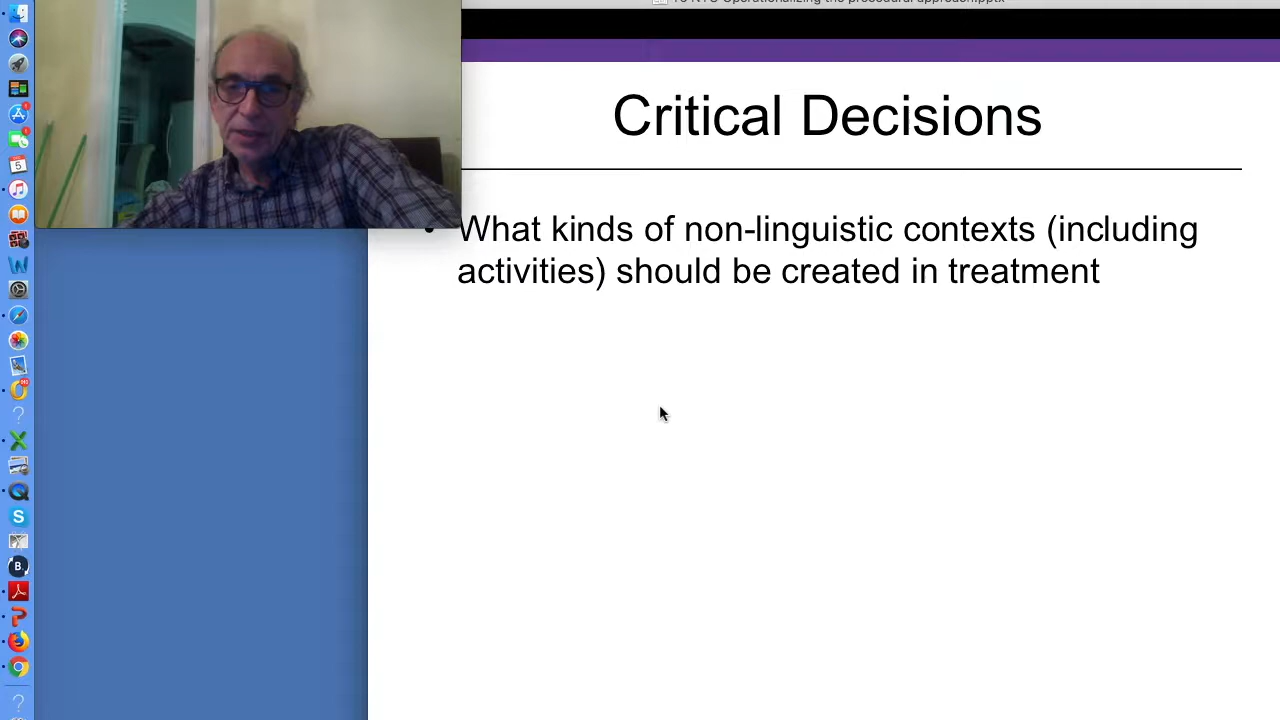 Critical Decisions
What kinds of non-linguistic contexts (including
activities) should be created in treatment